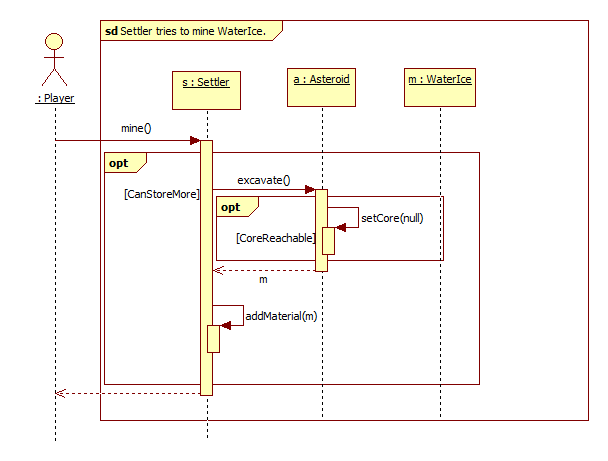 sd Settler tries to mine WaterIce.
: Player
s : Settler
a : Asteroid
m : WaterIce
mine()
opt
[CanStoreMore]
excavate()
opt
setCore(null)
[CoreReachable]
m
addMaterial(m)